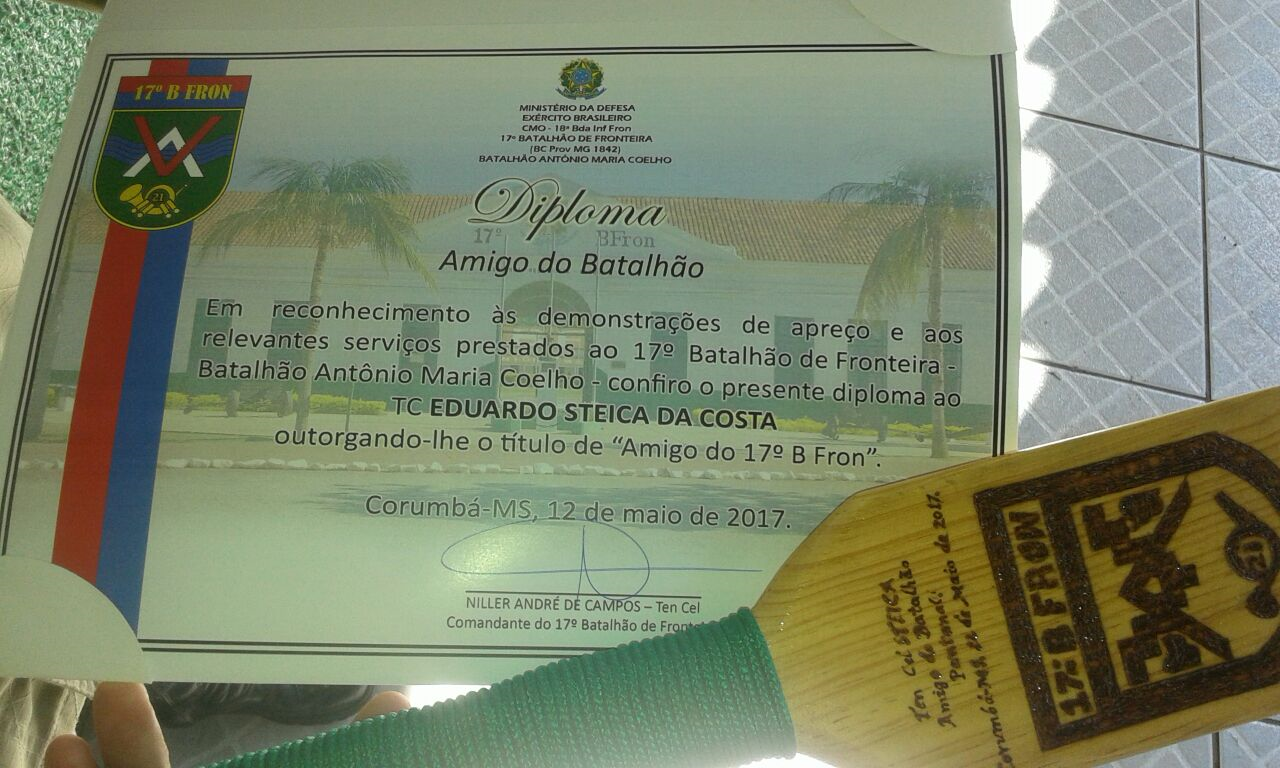 17º B FRON
21
MINISTÉRIO DA DEFESA
EXÉRCITO BRASILEIRO
CMO - 18ª Bda Inf Fron
17º BATALHÃO DE FRONTEIRA
(BC Prov MG 1842)
BATALHÃO ANTÔNIO MARIA COELHO
Diploma
17º BFron
Amigo do Batalhão
Em reconhecimento às demonstrações de apreço e aos
relevantes serviços prestados ao 17º Batalhão de Fronteira -
Batalhão Antônio Maria Coelho - confiro o presente diploma ao
TC EDUARDO STEICA DA COSTA
outorgando-lhe o título de “Amigo do 17º B Fron”.
Corumbá-MS, 12 de maio de 2017.
NILLER ANDRÉ DE CAMPOS – Ten Cel
Comandante do 17º Batalhão de
17º B FRON
21
Ten Cel STEICA
Amigo do Batalhão
Pantanal!
de Maio de 2017.